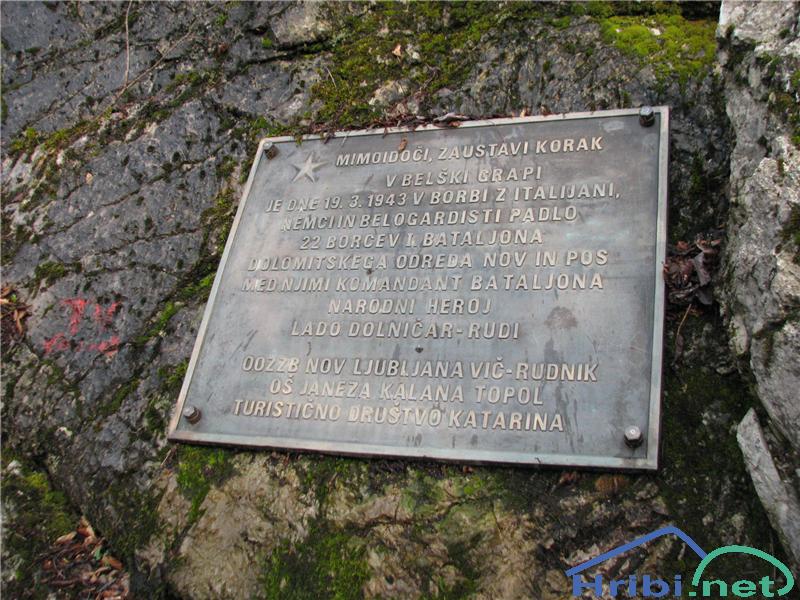 MIMOIDOČI, ZAUSTAVI KORAK
V BELŠKI GRAPI
JE DNE 19. 3. 1943 V BORBI Z ITALIJANI,
NEMCI IN BELOGARDISTI PADLO
22 BORCEV I. BATALJONA
DOLOMITSKEGA ODREDA NOV IN POS
MED NJIMI KOMANDANT BATALJONA
NARODNI HEROJ
LADO DOLNIČAR-RUDI
OOZZB NOV LJUBLJANA VIČ-RUDNIK
OŠ JANEZA KALANA TOPOL
TURISTIČNO DRUŠTVO KATARINA
Hribi.net